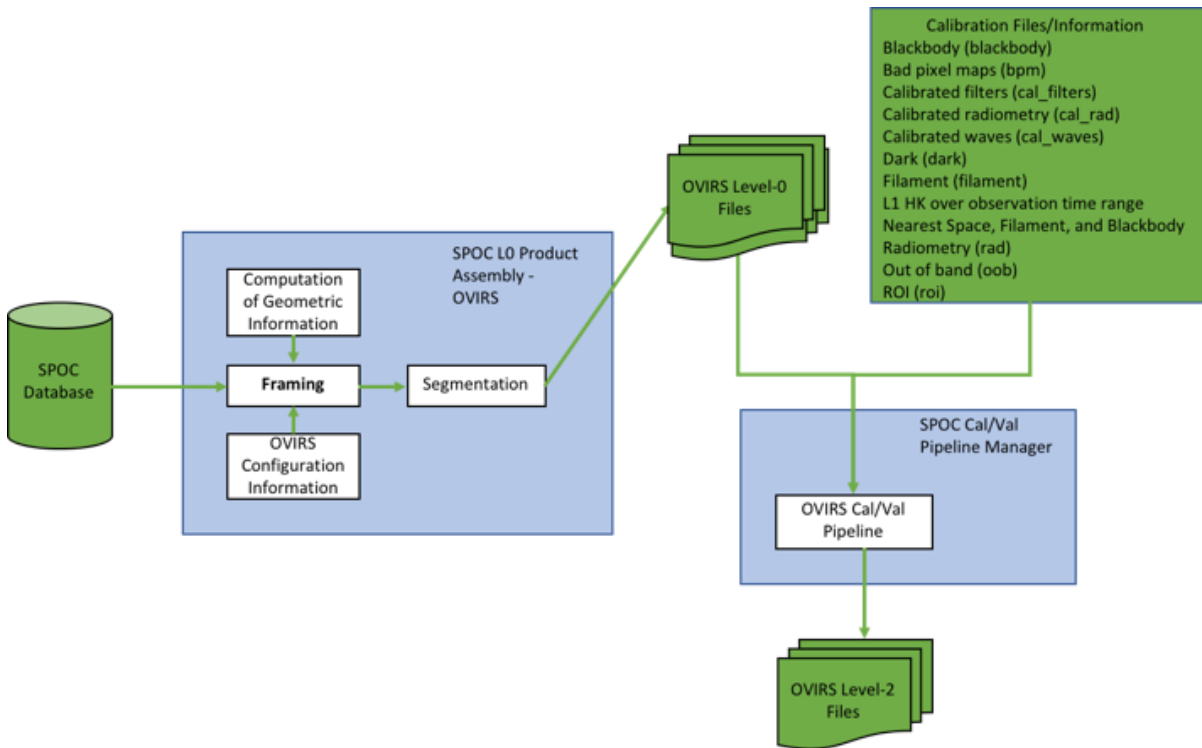 Calibration Files/Information
Blackbody (blackbody)
Bad pixel maps (bpm)
Calibrated filters (cal_filters)
Calibrated radiometry (cal_rad)
Calibrated waves (cal_waves)
Dark (dark)
Filament (filament)
L1 HK over observation time range
Nearest Space, Filament, and Blackbody
Radiometry (rad)
Out of band (oob)
ROI (roi)
OVIRS Level-0
Files
SPOC L0 Product
Assembly -
OVIRS
Computation
of Geometric
Information
SPOC
Database
Framing
Segmentation
OVIRS
Configuration
Information
SPOC Cal/Val
Pipeline Manager
OVIRS Cal/Val
Pipeline
OVIRS Level-2
Files